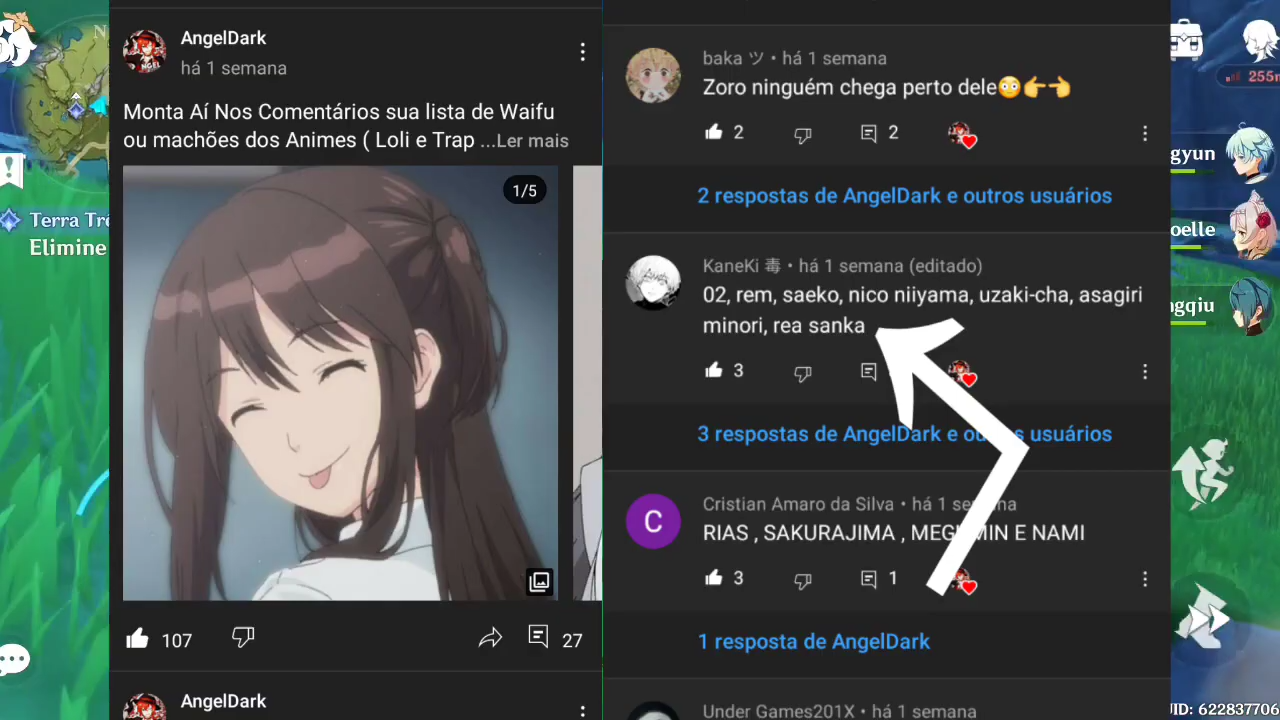 N
Terra Tré
Elimine
AngelDark
há 1 semana
Monta Aí Nos Comentários sua lista de Waifu
ou machões dos Animes ( Loli e Trap ...Ler mais
1/5
107
27
AngelDark
baka ツ • há 1 semana
Zoro ninguém chega perto dele😳👉👈
2
2
2 respostas de AngelDark e outros usuários
KaneKi 毒 • há 1 semana (editado)
02, rem, saeko, nico niiyama, uzaki-cha, asagiri
minori, rea sanka
3
3 respostas de AngelDark e ou s usuários
C
Cristian Amaro da Silva • há 1 semana
RIAS , SAKURAJIMA , MEGUMIN E NAMI
3
1
1 resposta de AngelDark
Under Games201X • há 1 semana
255m
gyun
oelle
ngqiu
UID: 622837706